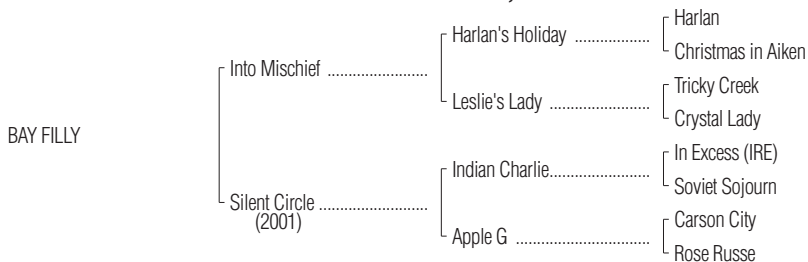 Harlan
Harlan's Holiday ..................
Christmas in Aiken
Into Mischief ........................
Tricky Creek
Leslie's Lady ........................
Crystal Lady
BAY FILLY
In Excess (IRE)
Indian Charlie........................
Soviet Sojourn
Silent Circle ..........................
(2001)
Carson City
Apple G ................................
Rose Russe